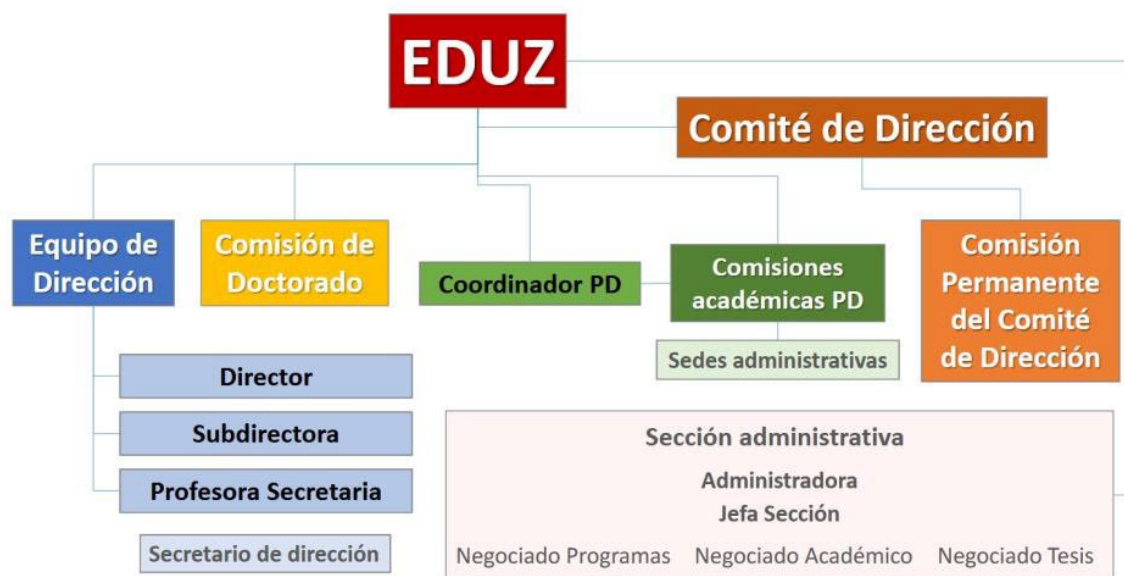 EDUZ
Comité de Dirección
Equipo de
Dirección
Comisión de
Doctorado
Coordinador PD
Comisiones
académicas PD
Sedes administrativas
Comisión
Permanente
del Comité
de Dirección
Director
Subdirectora
Profesora Secretaria
Secretario de dirección
Sección administrativa
Administradora
Jefa Sección
Negociado Programas
Negociado Académico
Negociado Tesis